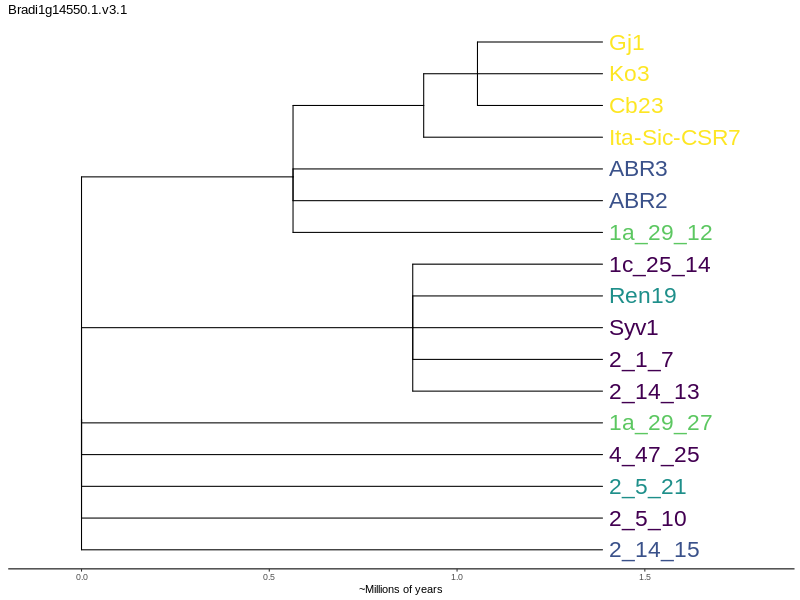 Bradi1g14550.1.v3.1
Gj1
Ko3
Cb23
Ita-Sic-CSR7
ABR3
ABR2
1a_29_12
1c_25_14
Ren19
Syv1
2_1_7
2_14_13
1a_29_27
4_47_25
2_5_21
2_5_10
2_14_15
0.0 0.5 1.0 1.5
~Millions of years